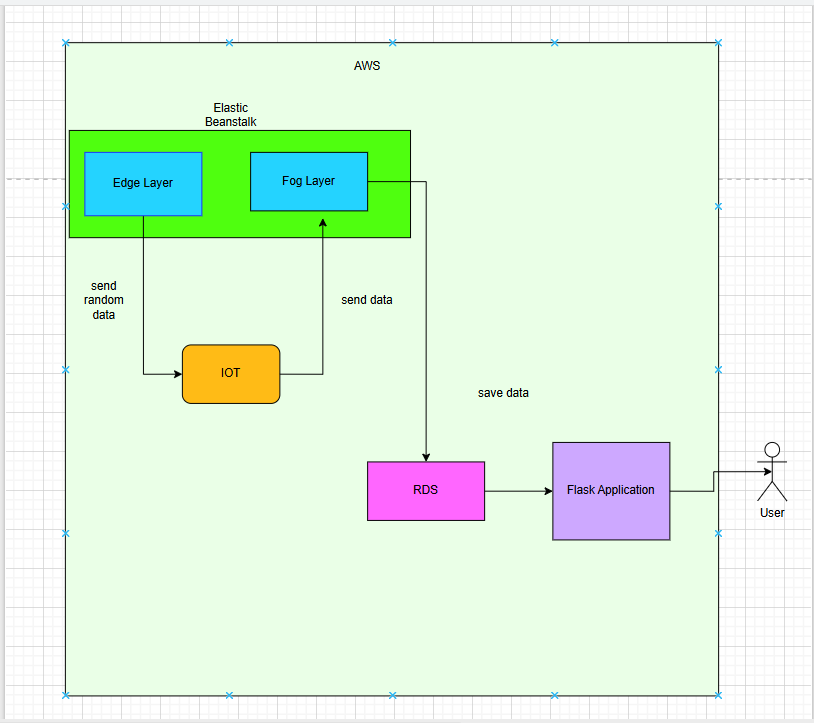 AWS
Elastic
Beanstalk
Edge Layer
Fog Layer
send
random
data
send data
IOT
save data
RDS
Flask Application
User